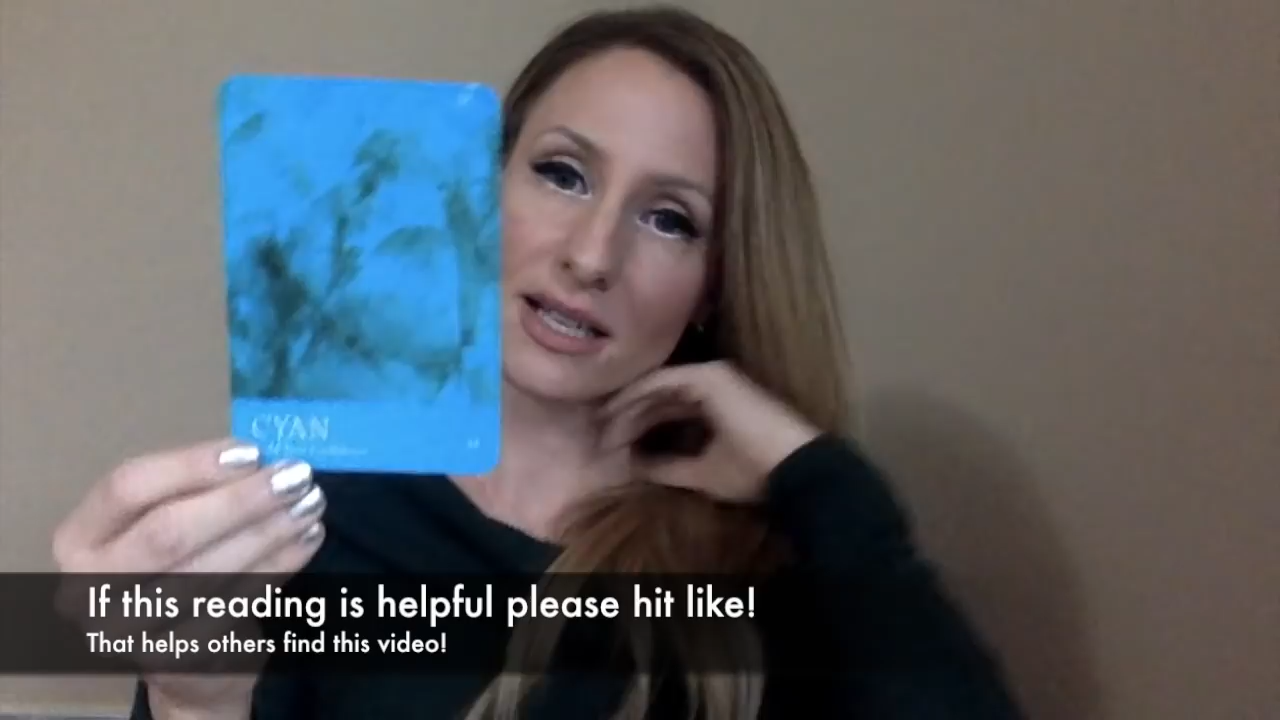 CYAN
If this reading is helpful please hit like!
That helps others find this video!